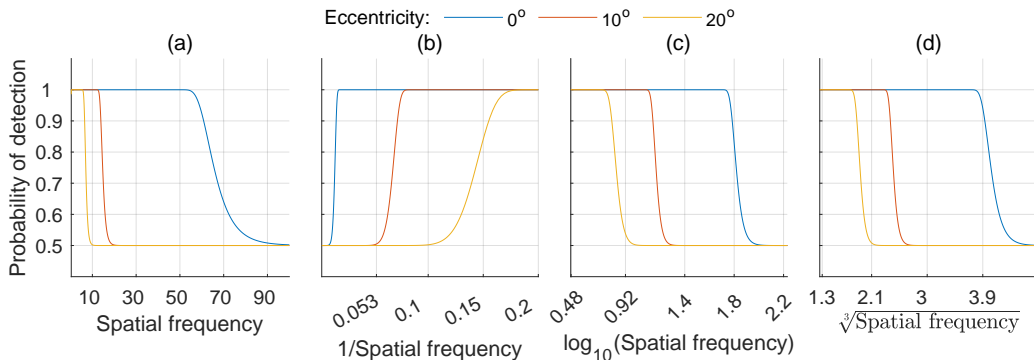 Eccentricity: 0° 10° 20°
(a) (b) (c) (d)
Probability of detection
1
0.9
0.8
0.7
0.6
0.5
10 30 50 70 90
Spatial frequency
0.053 0.1 0.15 0.2
1/Spatial frequency
0.48 0.92 1.4 1.8 2.2
log10(Spatial frequency)
1.3 2.1 3 3.9
∛Spatial frequency